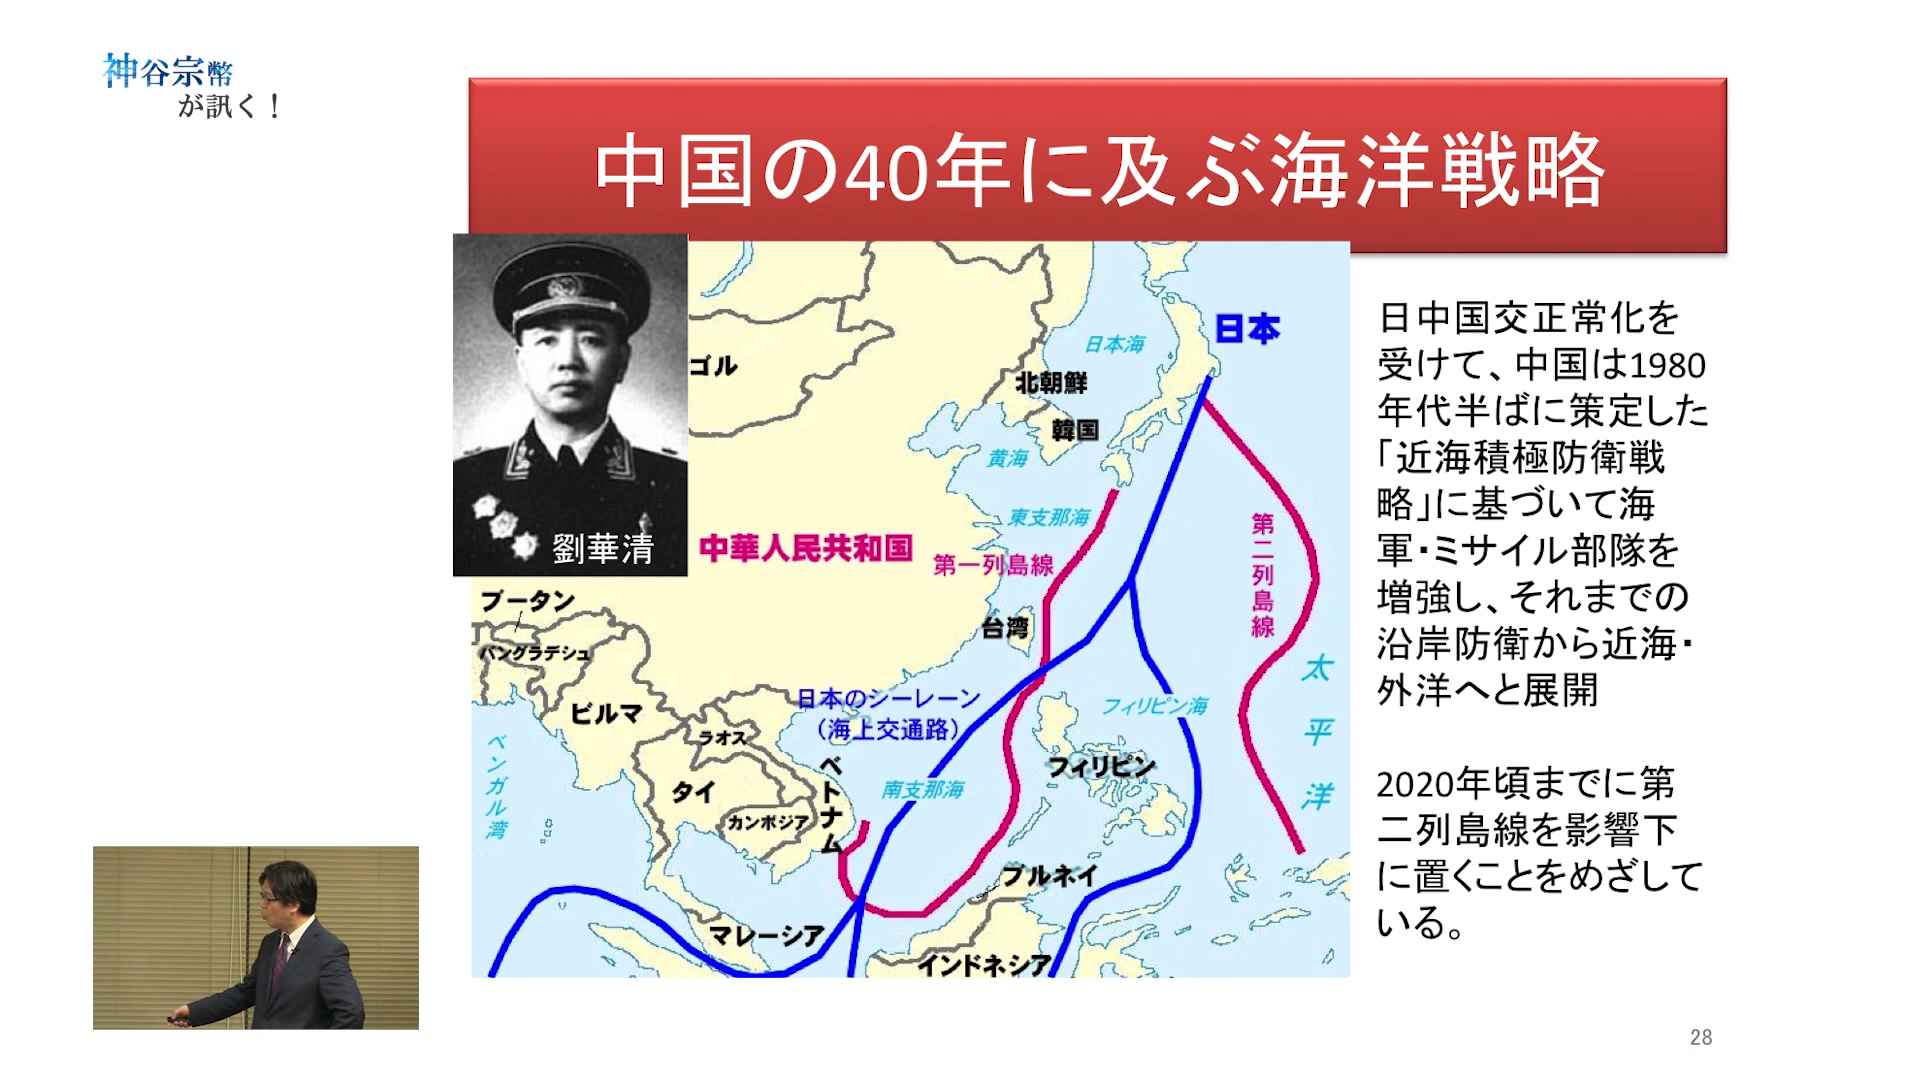 神谷宗幣
が訊く！
中国の40年に及ぶ海洋戦略
劉華清
ゴル
日本
日本海
北朝鮮
韓国
黄海
東支那海
中華人民共和国
第一列島線
第二列島線
ブータン
バングラデシュ
台湾
太平洋
ビルマ
日本のシーレーン
（海上交通路）
フィリピン海
ラオス
ベンガル湾
タイ
ベトナム
南支那海
フィリピン
カンボジア
ブルネイ
マレーシア
インドネシア
日中国交正常化を
受けて、中国は1980
年代半ばに策定した
「近海積極防衛戦
略」に基づいて海
軍・ミサイル部隊を
増強し、それまでの
沿岸防衛から近海・
外洋へと展開
2020年頃までに第
二列島線を影響下
に置くことをめざして
いる。
28